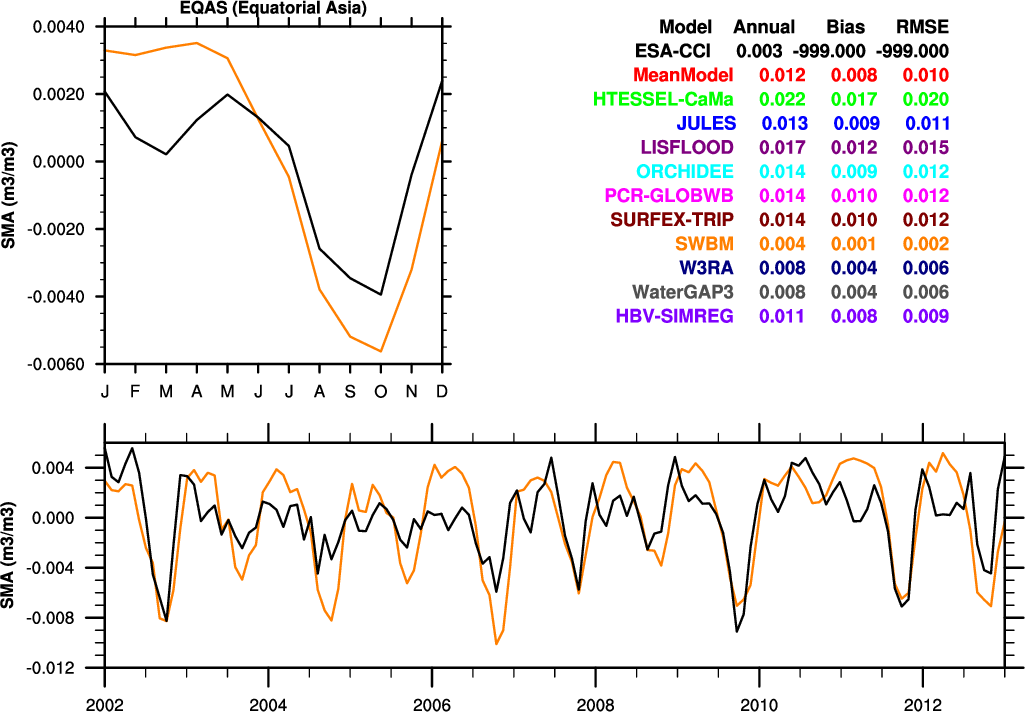 EQAS (Equatorial Asia)
0.0040
0.0020
0.0000
-0.0020
-0.0040
-0.0060
SMA (m3/m3)
J F M A M J J A S O N D
Model Annual Bias RMSE
ESA-CCI 0.003 -999.000 -999.000
MeanModel 0.012 0.008 0.010
HTESSEL-CaMa 0.022 0.017 0.020
JULES 0.013 0.009 0.011
LISFLOOD 0.017 0.012 0.015
ORCHIDEE 0.014 0.009 0.012
PCR-GLOBWB 0.014 0.010 0.012
SURFEX-TRIP 0.014 0.010 0.012
SWBM 0.004 0.001 0.002
W3RA 0.008 0.004 0.006
WaterGAP3 0.008 0.004 0.006
HBV-SIMREG 0.011 0.008 0.009
0.004
0.000
-0.004
-0.008
-0.012
SMA (m3/m3)
2002 2004 2006 2008 2010 2012